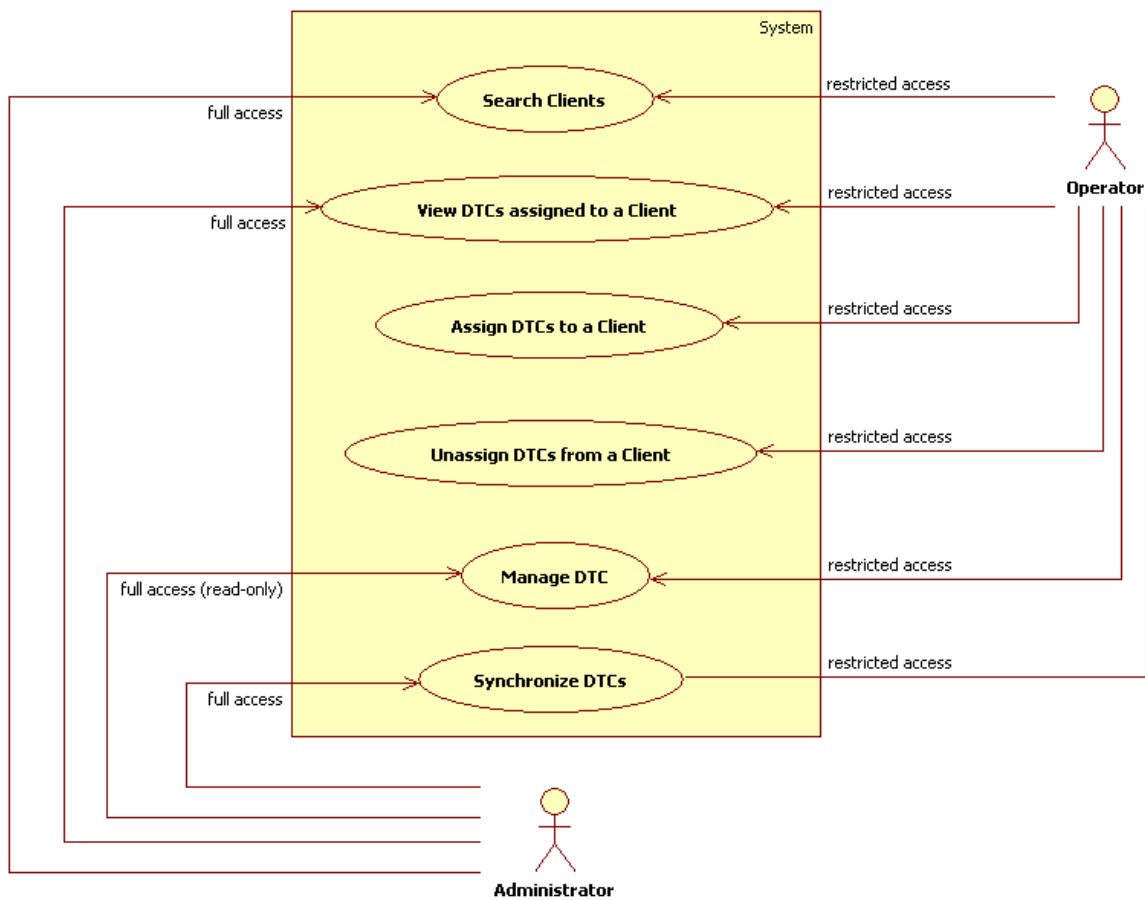 System
restricted access
Search Clients
full access
Operator
restricted access
View DTCs assigned to a Client
full access
restricted access
Assign DTCs to a Client
restricted access
Unassign DTCs from a Client
restricted access
Manage DTC
full access (read-only)
restricted access
Synchronize DTCs
full access
Administrator